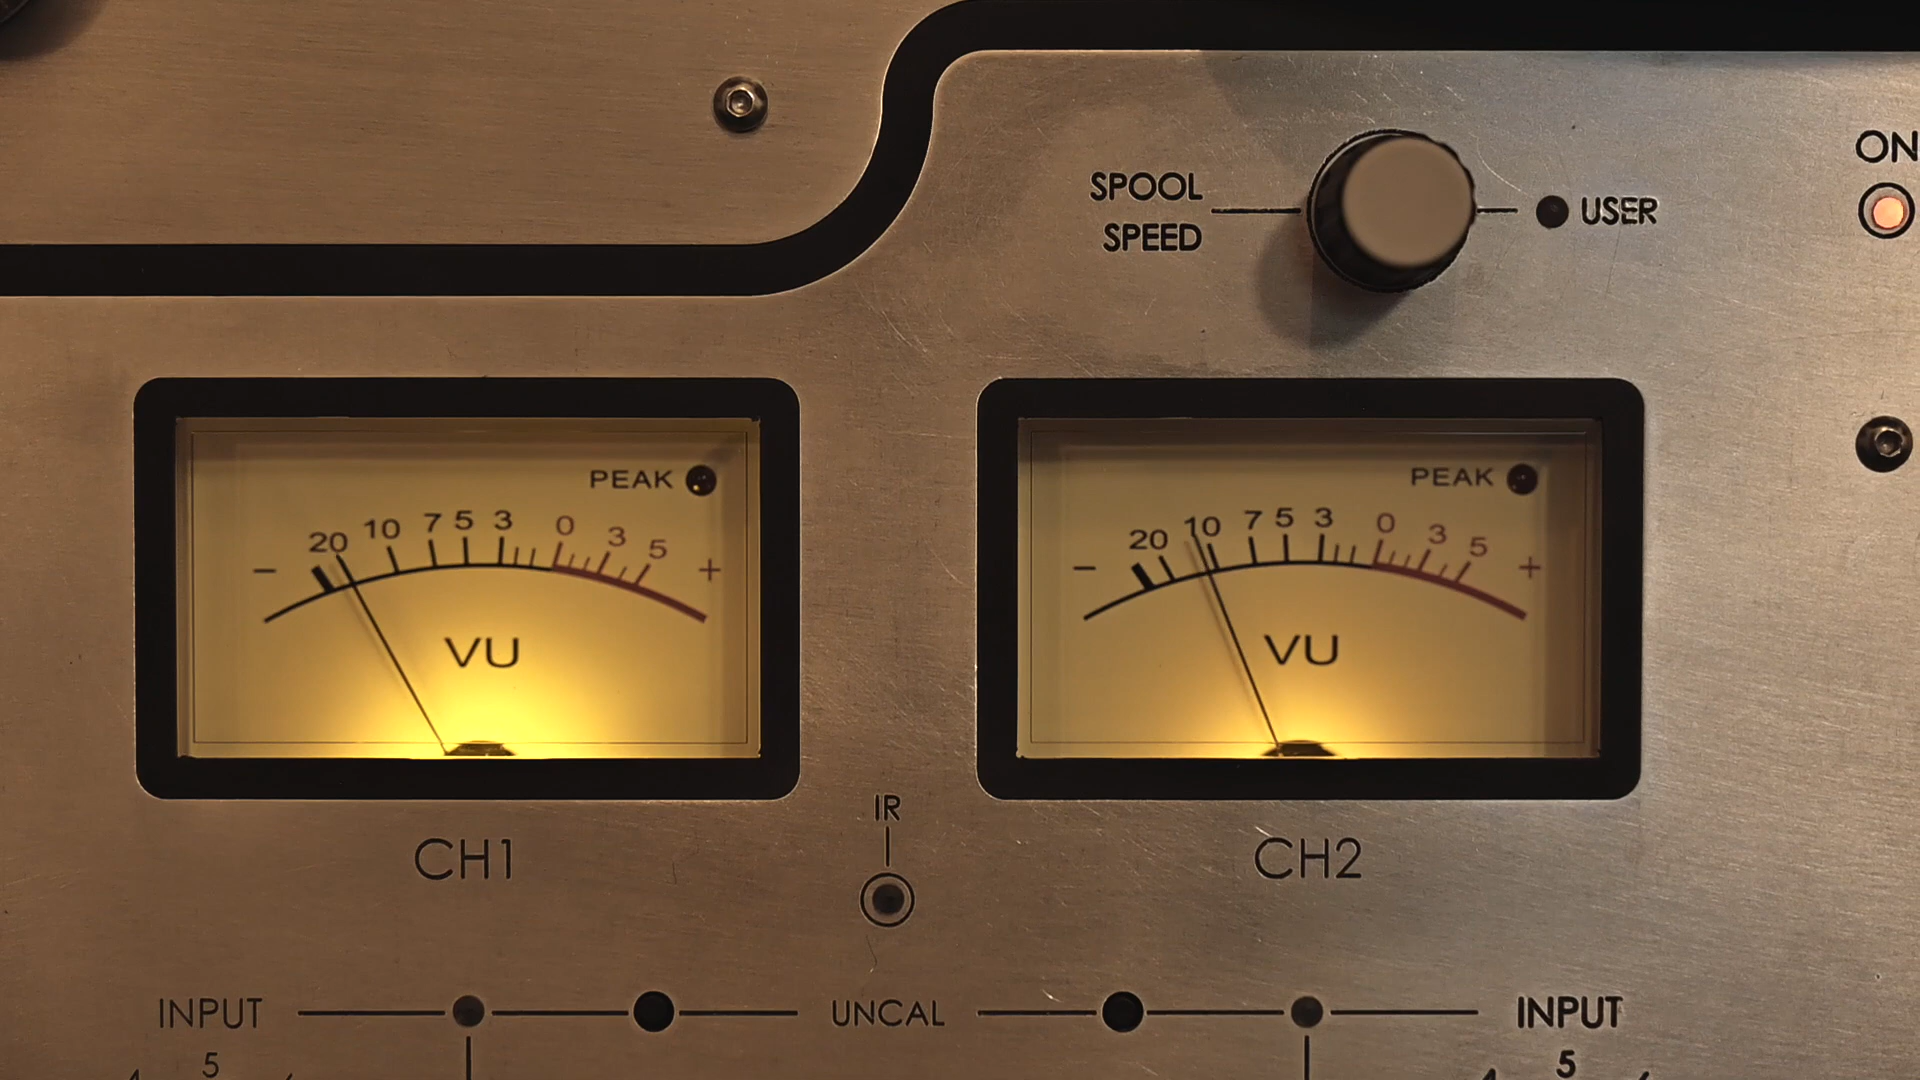 ON
SPOOL
SPEED
USER
PEAK
20 10 7 5 3 0 3 5
- +
VU
CH1
PEAK
20 10 7 5 3 0 3 5
- +
VU
CH2
IR
INPUT
UNCAL
INPUT
5
5